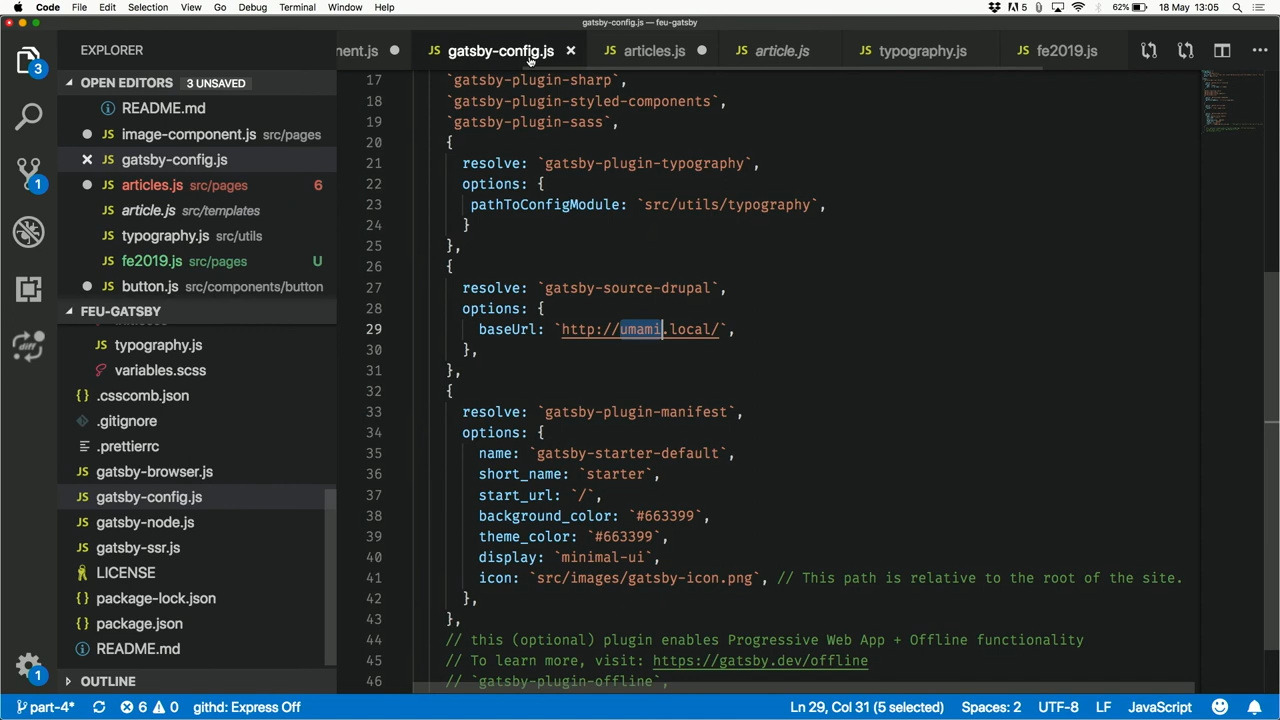 Code File Edit Selection View Go Debug Terminal Window Help 5 62% 18 May 13:05
gatsby-config.js — feu-gatsby
EXPLORER
OPEN EDITORS 3 UNSAVED
README.md
image-component.js src/pages
gatsby-config.js
articles.js src/pages 6
article.js src/templates
typography.js src/utils
fe2019.js src/pages U
button.js src/components/button
FEU-GATSBY
typography.js
variables.scss
.csscomb.json
.gitignore
.prettierrc
gatsby-browser.js
gatsby-config.js
gatsby-node.js
gatsby-ssr.js
LICENSE
package-lock.json
package.json
README.md
OUTLINE
3
1
diff
1
nent.js gatsby-config.js articles.js article.js typography.js fe2019.js
17 `gatsby-plugin-sharp`,
18 `gatsby-plugin-styled-components`,
19 `gatsby-plugin-sass`,
20 {
21 resolve: `gatsby-plugin-typography`,
22 options: {
23 pathToConfigModule: `src/utils/typography`,
24 }
25 },
26 {
27 resolve: `gatsby-source-drupal`,
28 options: {
29 baseUrl: `http://umami.local/`,
30 },
31 },
32 {
33 resolve: `gatsby-plugin-manifest`,
34 options: {
35 name: `gatsby-starter-default`,
36 short_name: `starter`,
37 start_url: `/`,
38 background_color: `#663399`,
39 theme_color: `#663399`,
40 display: `minimal-ui`,
41 icon: `src/images/gatsby-icon.png`, // This path is relative to the root of the site.
42 },
43 },
44 // this (optional) plugin enables Progressive Web App + Offline functionality
45 // To learn more, visit: https://gatsby.dev/offline
46 // `gatsby-plugin-offline`,
part-4* 6 0 githd: Express Off Ln 29, Col 31 (5 selected) Spaces: 2 UTF-8 LF JavaScript